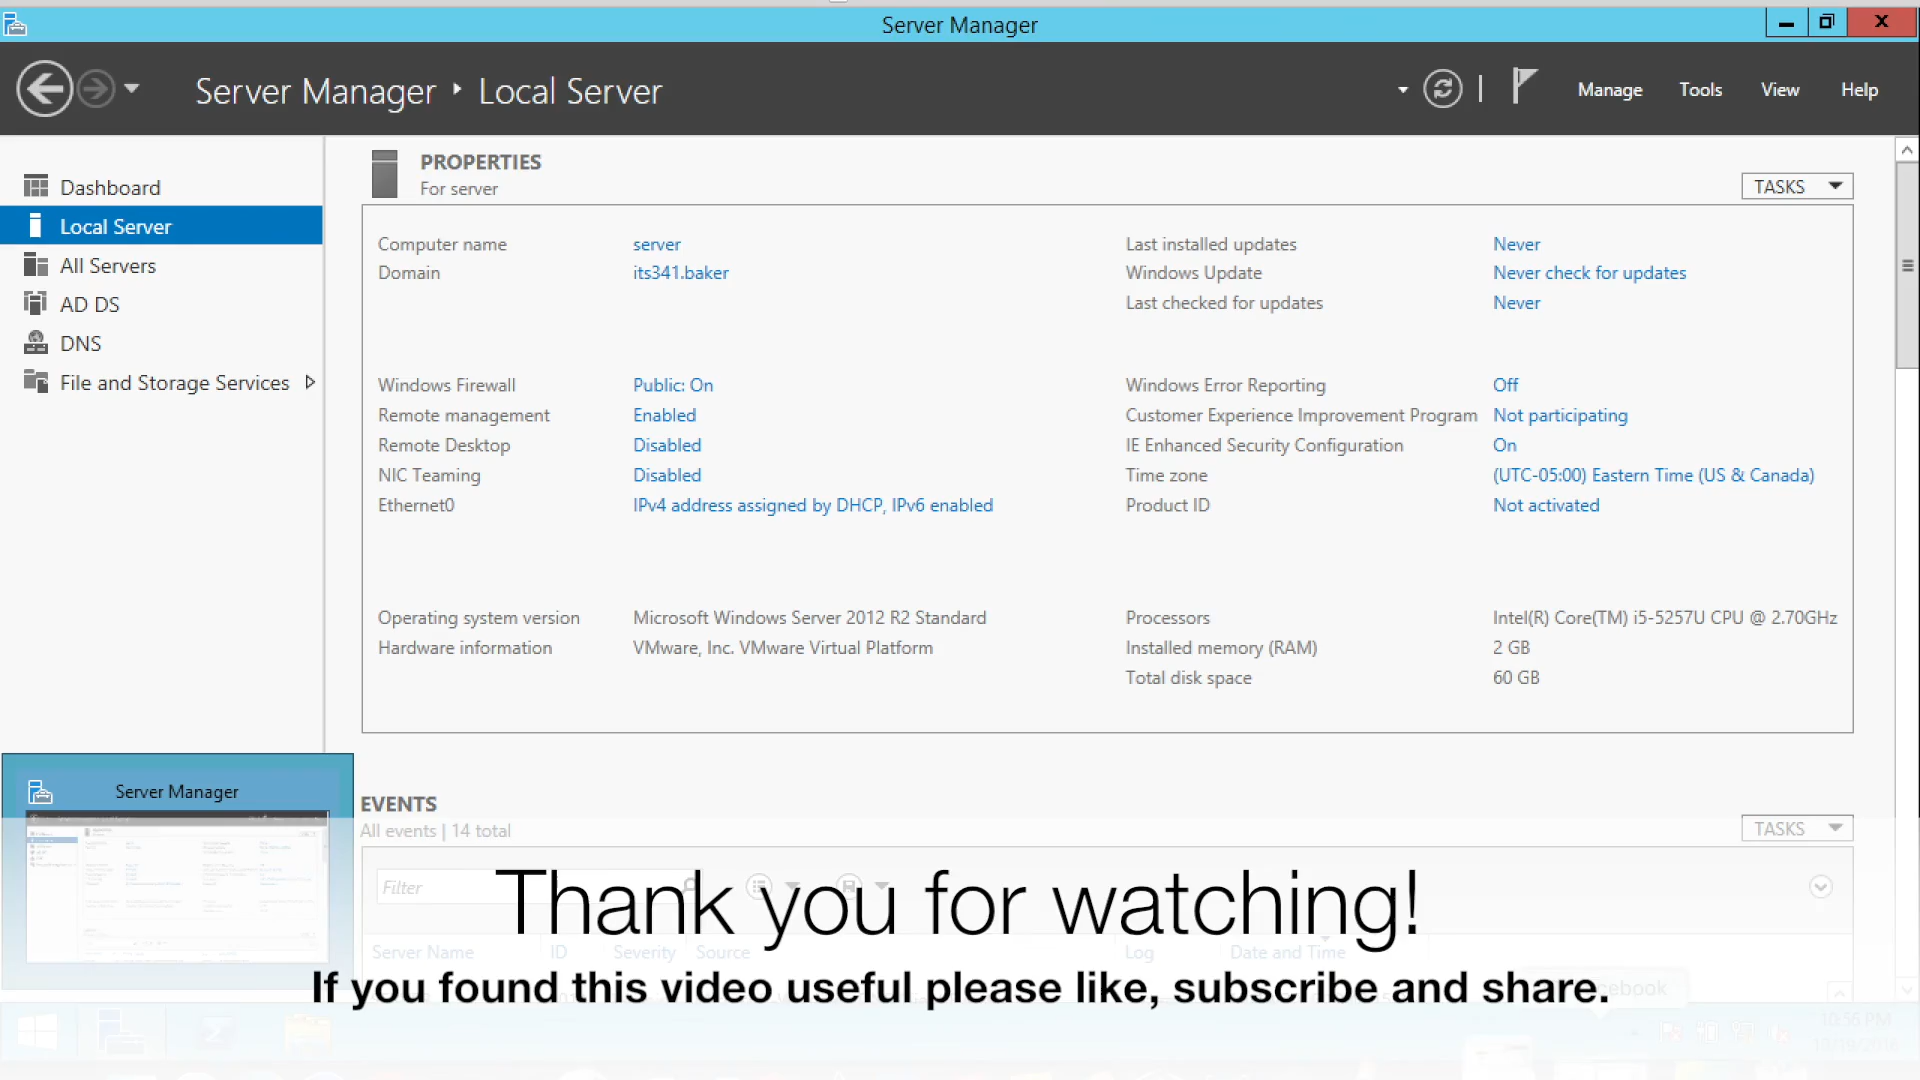 Server Manager
Server Manager ‣ Local Server
Manage
Tools
View
Help
Dashboard
Local Server
All Servers
AD DS
DNS
File and Storage Services
PROPERTIES
For server
TASKS
Computer name server
Domain its341.baker
Last installed updates Never
Windows Update Never check for updates
Last checked for updates Never
Windows Firewall Public: On
Remote management Enabled
Remote Desktop Disabled
NIC Teaming Disabled
Ethernet0 IPv4 address assigned by DHCP, IPv6 enabled
Windows Error Reporting Off
Customer Experience Improvement Program Not participating
IE Enhanced Security Configuration On
Time zone (UTC-05:00) Eastern Time (US & Canada)
Product ID Not activated
Operating system version Microsoft Windows Server 2012 R2 Standard
Hardware information VMware, Inc. VMware Virtual Platform
Processors Intel(R) Core(TM) i5-5257U CPU @ 2.70GHz
Installed memory (RAM) 2 GB
Total disk space 60 GB
Server Manager
EVENTS
All events | 14 total
TASKS
Filter
Thank you for watching!
Server Name ID Severity Source Log Date and Time
If you found this video useful please like, subscribe and share.
10:56 PM